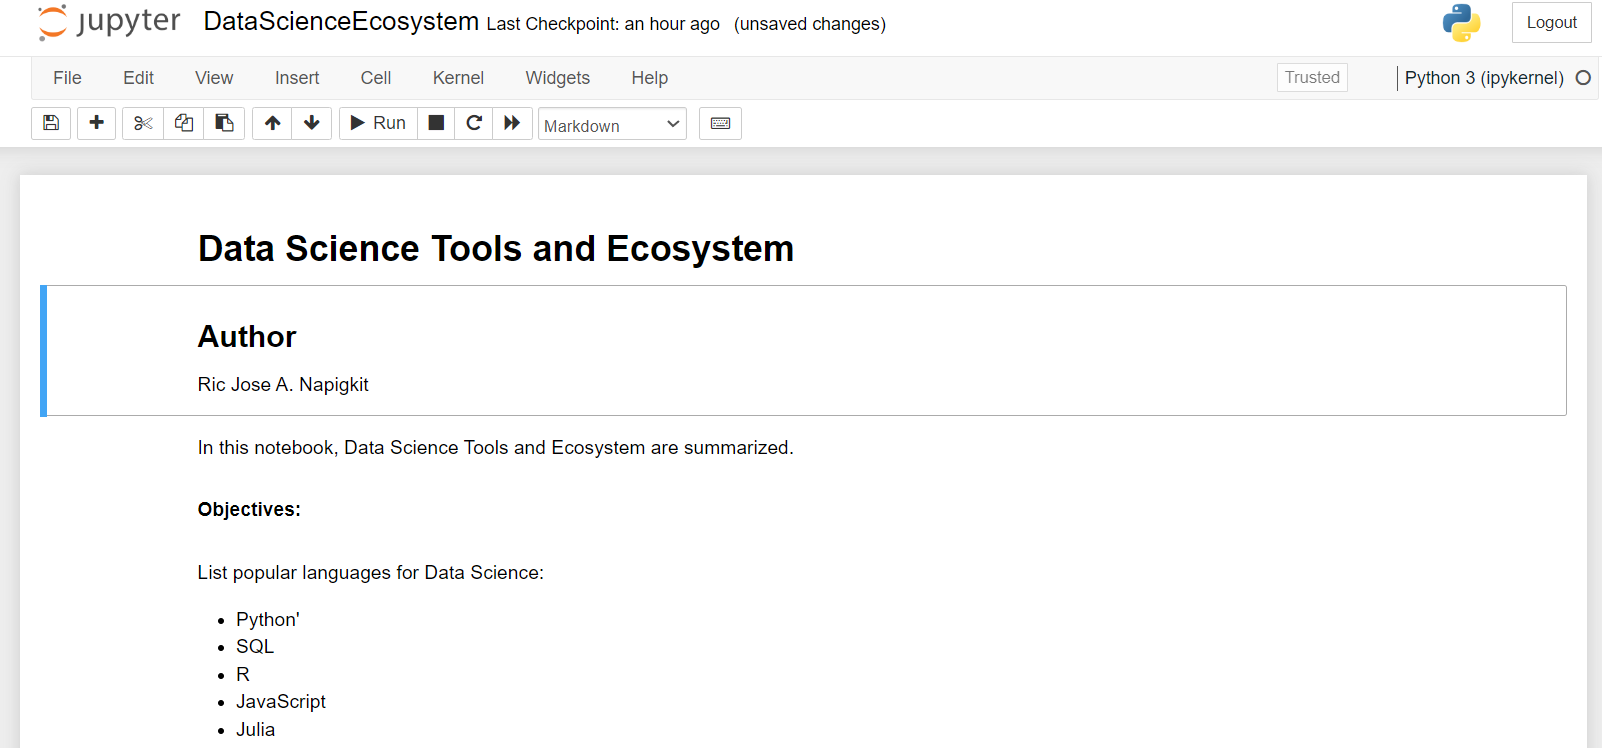 jupyter DataScienceEcosystem Last Checkpoint: an hour ago (unsaved changes) Logout
File Edit View Insert Cell Kernel Widgets Help Trusted Python 3 (ipykernel)
Run Markdown
Data Science Tools and Ecosystem
Author
Ric Jose A. Napigkit
In this notebook, Data Science Tools and Ecosystem are summarized.
Objectives:
List popular languages for Data Science:
• Python'
• SQL
• R
• JavaScript
• Julia